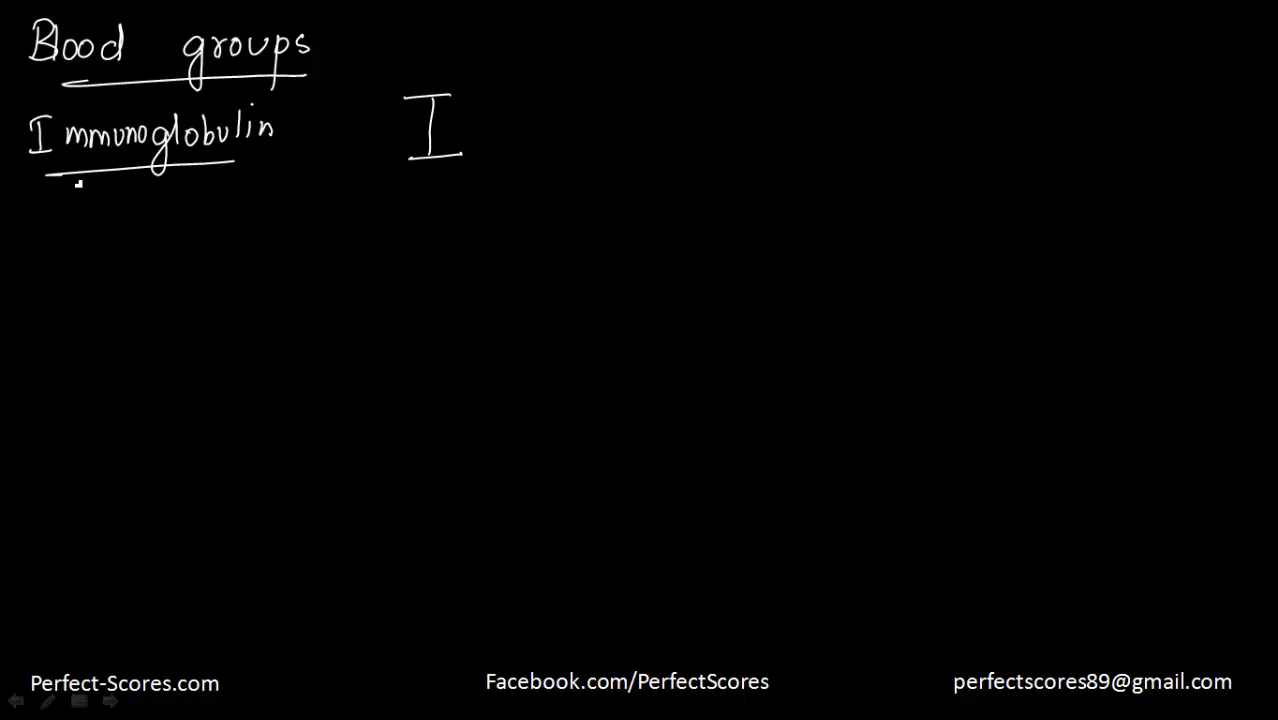 Blood groups
Immunoglobulin I
Perfect-Scores.com Facebook.com/PerfectScores perfectscores89@gmail.com